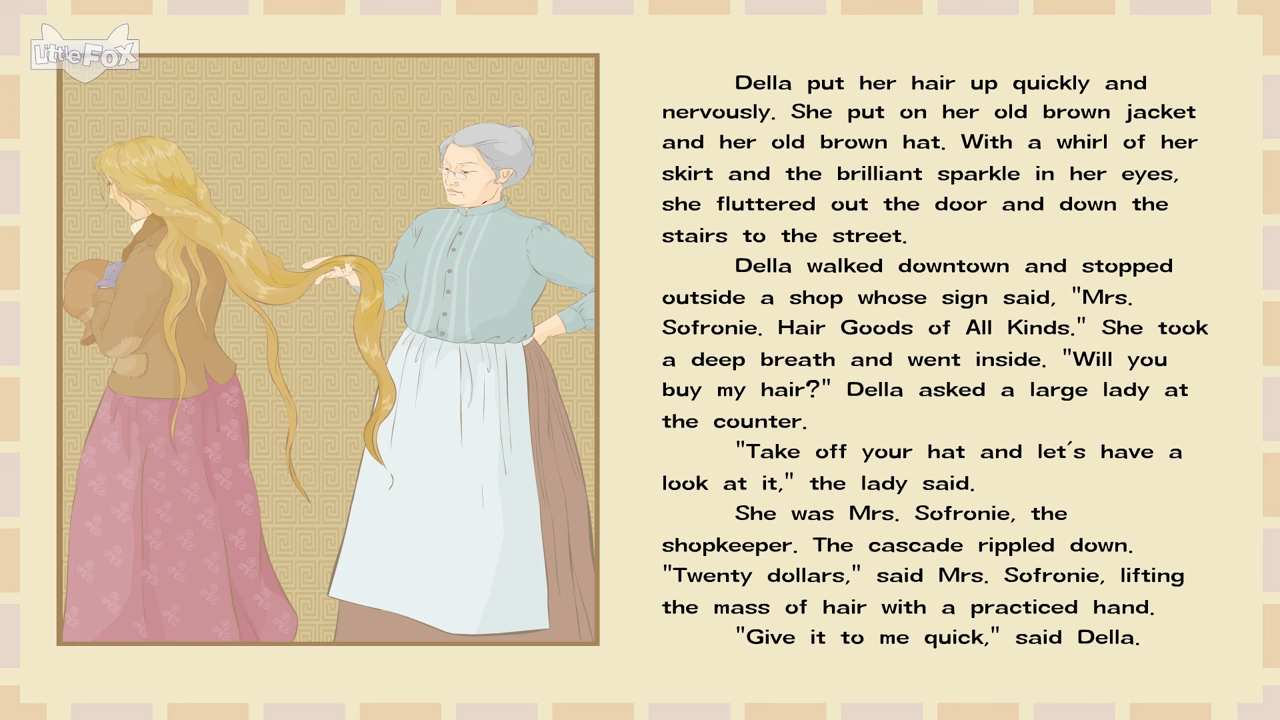 Little Fox
Della put her hair up quickly and
nervously. She put on her old brown jacket
and her old brown hat. With a whirl of her
skirt and the brilliant sparkle in her eyes,
she fluttered out the door and down the
stairs to the street.
Della walked downtown and stopped
outside a shop whose sign said, "Mrs.
Sofronie. Hair Goods of All Kinds." She took
a deep breath and went inside. "Will you
buy my hair?" Della asked a large lady at
the counter.
"Take off your hat and let´s have a
look at it," the lady said.
She was Mrs. Sofronie, the
shopkeeper. The cascade rippled down.
"Twenty dollars," said Mrs. Sofronie, lifting
the mass of hair with a practiced hand.
"Give it to me quick," said Della.